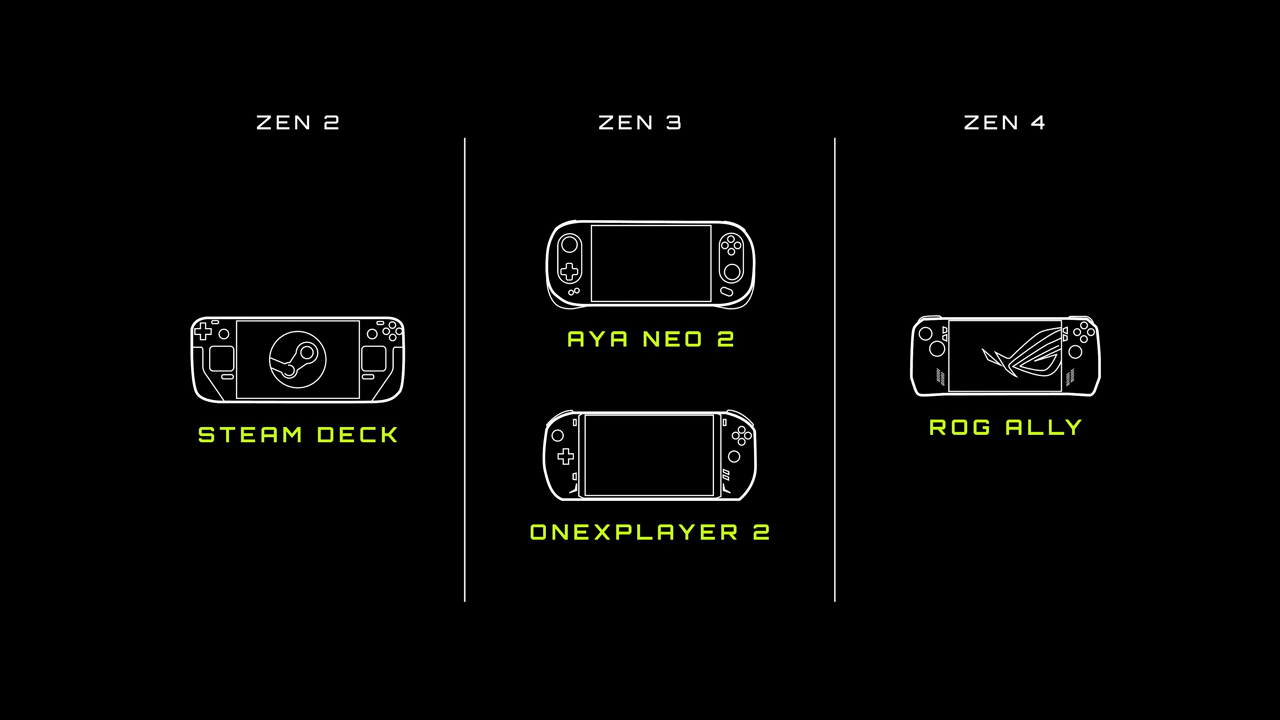 ZEN 2
ZEN 3
ZEN 4
STEAM DECK
AYA NEO 2
ONEXPLAYER 2
ROG ALLY